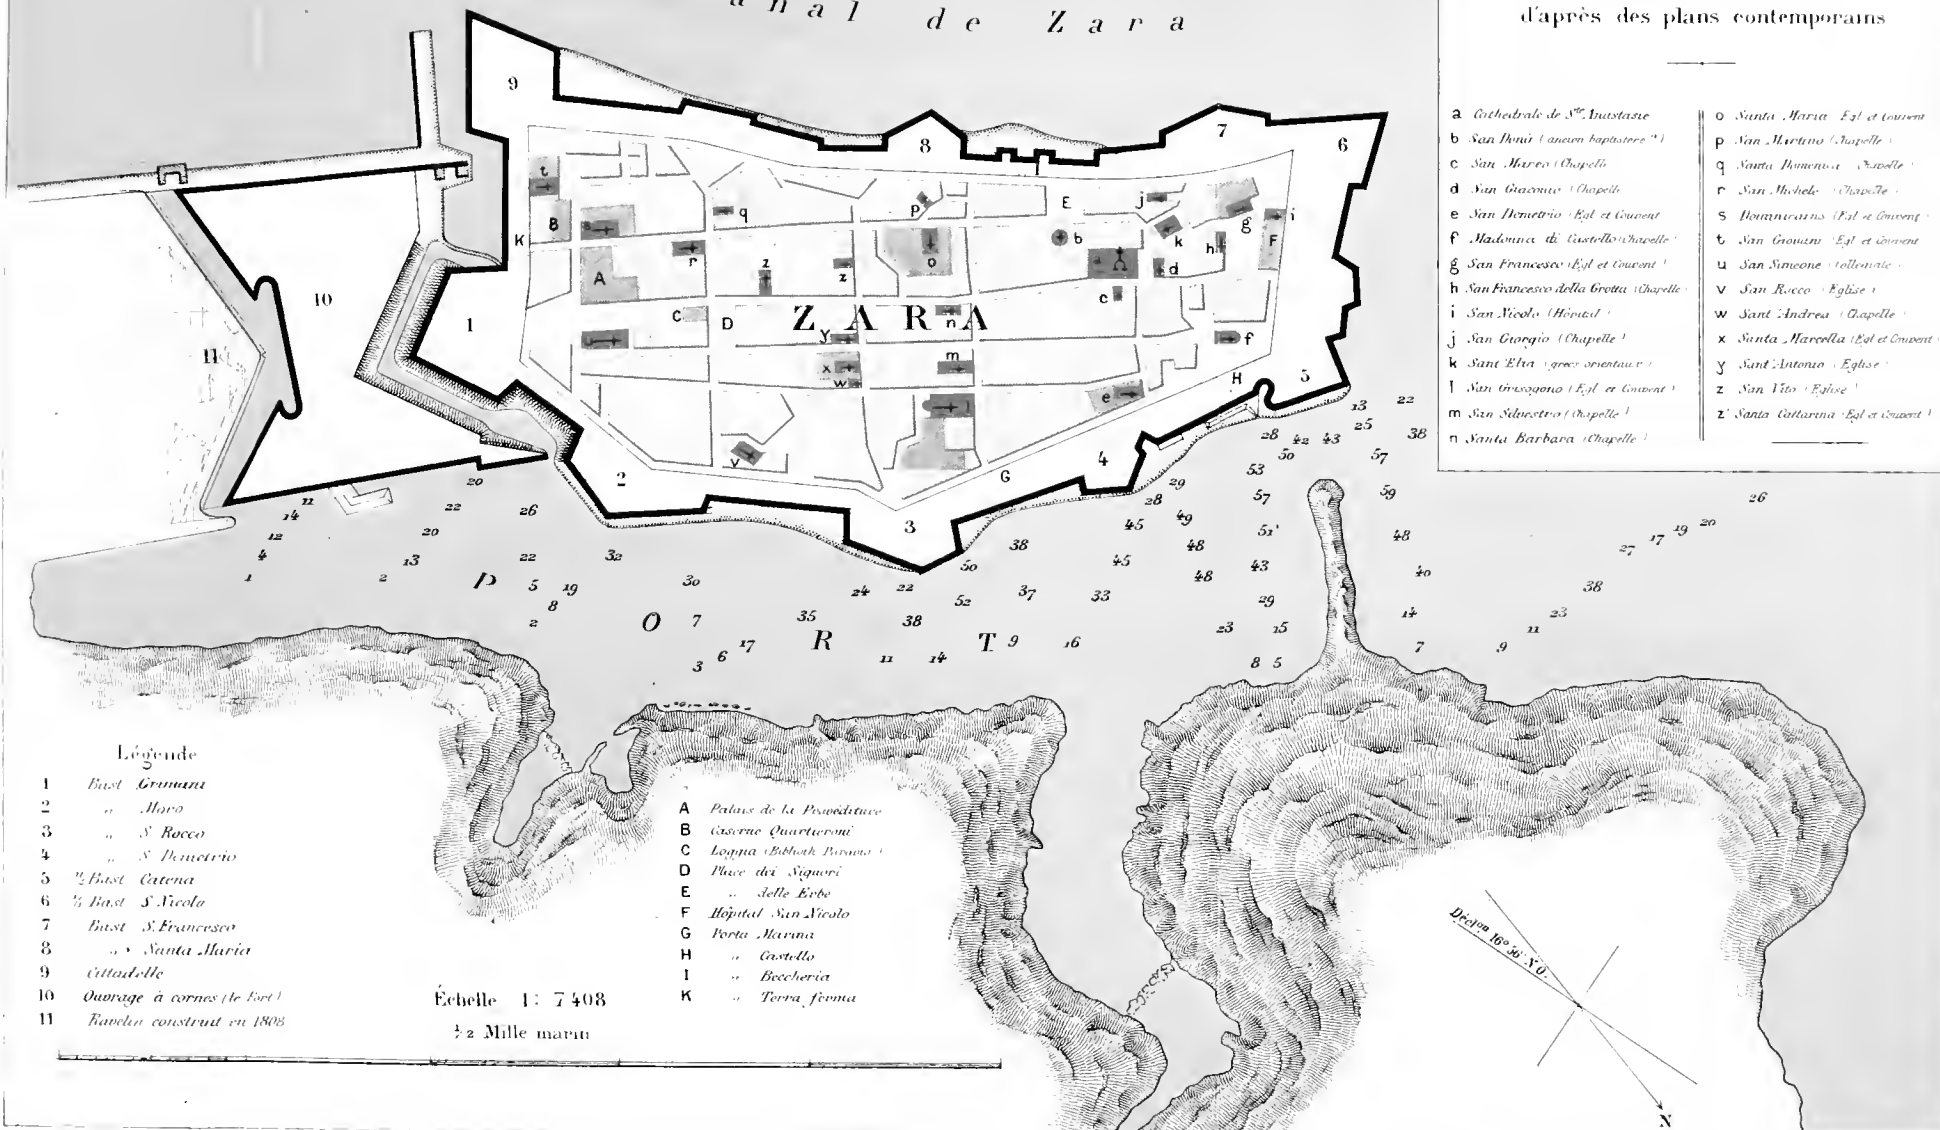 anal de Zara
d'après des plans contemporains
a Cathédrale de Ste Anastasie
b San Donà (ancien baptistère)
c San Marco (Chapelle
d San Giacomo (Chapelle
e San Demetrio (Egl et Couvent
f Madonna di Castello (Chapelle
g San Francesco (Egl et Couvent)
h San Francesco della Grotta (Chapelle
i San Nicolo (Hôpital)
j San Giorgio (Chapelle)
k Sant' Elia (grecs orientaux)
l San Grisogono (Egl. et Couvent)
m San Silvestro (Chapelle)
n Santa Barbara (Chapelle)
o Santa Maria Egl et Couvent
p San Martino (Chapelle)
q Santa Domenica Chapelle
r San Michele (Chapelle)
s Dominicains (Egl et Couvent)
t San Giovanni (Egl et Couvent
u San Simeone (Collegiale)
v San Rocco (Eglise)
w Sant' Andrea (Chapelle)
x Santa Marcella (Egl et Couvent
y Sant' Antonio (Eglise)
z San Vito (Eglise)
z' Santa Cattarina (Egl et Couvent)
ZARA
PORT
Légende
1 Bast Grimani
2 " Moro
3 " S Rocco
4 " S Demetrio
5 ½ Bast Catena
6 ½ Bast S. Nicolo
7 Bast S. Francesco
8 " Santa Maria
9 Cittadelle
10 Ouvrage à cornes (le Fort)
11 Ravelin construit en 1808
A Palais de la Provéditure
B Caserne Quartieroni
C Loggia (Biblioth Paravia)
D Place dei Signori
E " delle Erbe
F Hôpital San Nicolo
G Porta Marina
H " Castello
I " Beccheria
K " Terra ferma
Échelle 1: 7408
½ Mille marin
Décl.on 16° 56' N.O.
N